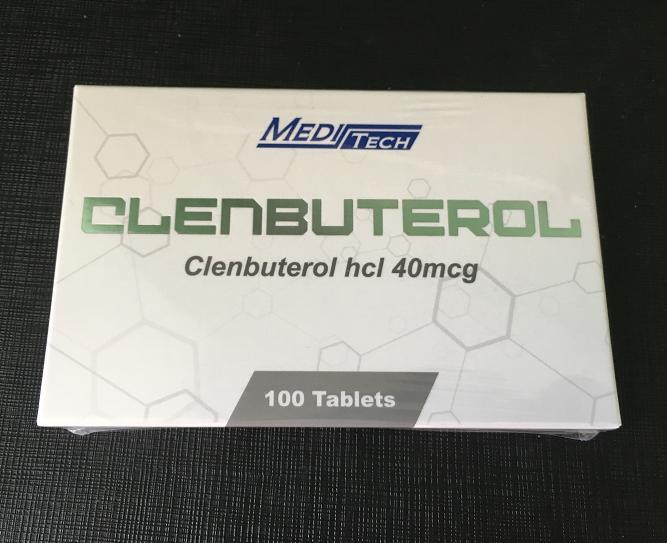 MEDITECH
CLENBUTEROL
Clenbuterol hcl 40mcg
100 Tablets